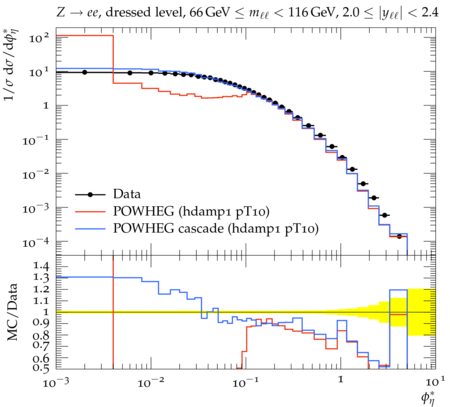 Z → ee, dressed level, 66 GeV ≤ mℓℓ < 116 GeV, 2.0 ≤ |yℓℓ| < 2.4
1/σ dσ/dφ*η
10²
10¹
1
10⁻¹
10⁻²
10⁻³
10⁻⁴
Data
POWHEG (hdamp1 pT10)
POWHEG cascade (hdamp1 pT10)
MC/Data
1.4
1.3
1.2
1.1
1
0.9
0.8
0.7
0.6
0.5
10⁻³ 10⁻² 10⁻¹ 1 10¹
φ*η